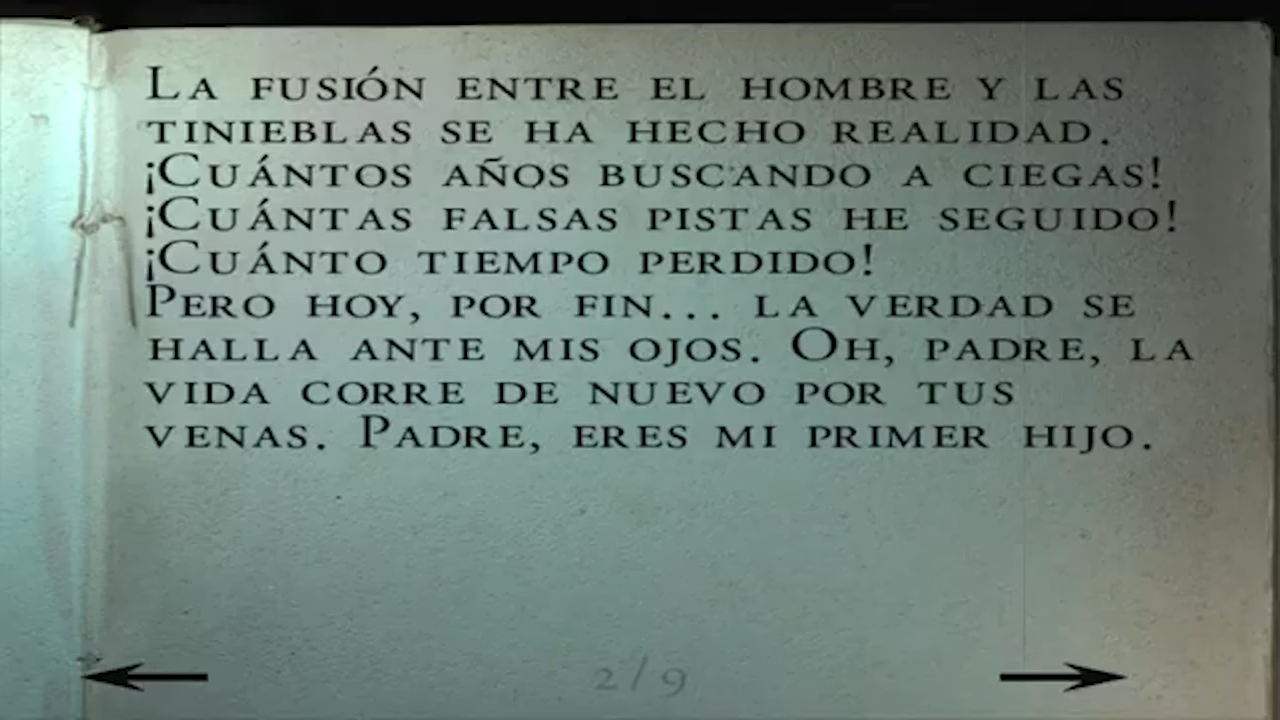 La fusión entre el hombre y las
tinieblas se ha hecho realidad.
¡Cuántos años buscando a ciegas!
¡Cuántas falsas pistas he seguido!
¡Cuánto tiempo perdido!
Pero hoy, por fin... la verdad se
halla ante mis ojos. Oh, padre, la
vida corre de nuevo por tus
venas. Padre, eres mi primer hijo.
2/9